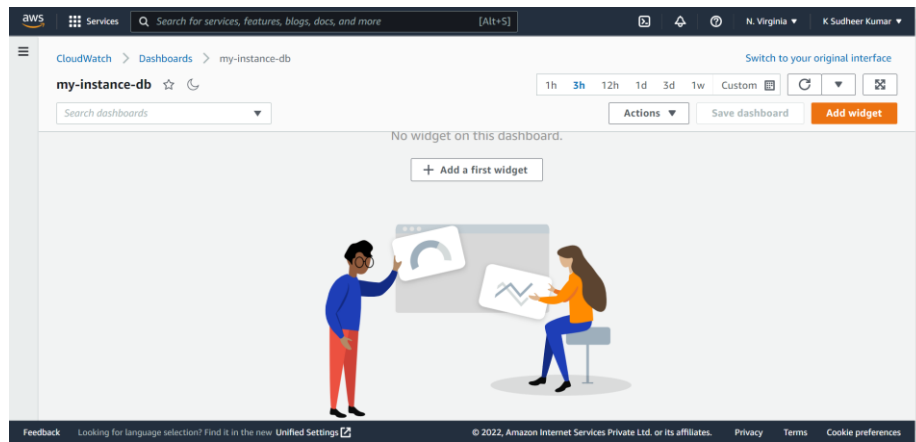 aws Services Search for services, features, blogs, docs, and more [Alt+S] N. Virginia ▼ K Sudheer Kumar ▼
CloudWatch > Dashboards > my-instance-db Switch to your original interface
my-instance-db 1h 3h 12h 1d 3d 1w Custom
Search dashboards Actions ▼ Save dashboard Add widget
No widget on this dashboard.
+ Add a first widget
Feedback Looking for language selection? Find it in the new Unified Settings © 2022, Amazon Internet Services Private Ltd. or its affiliates. Privacy Terms Cookie preferences